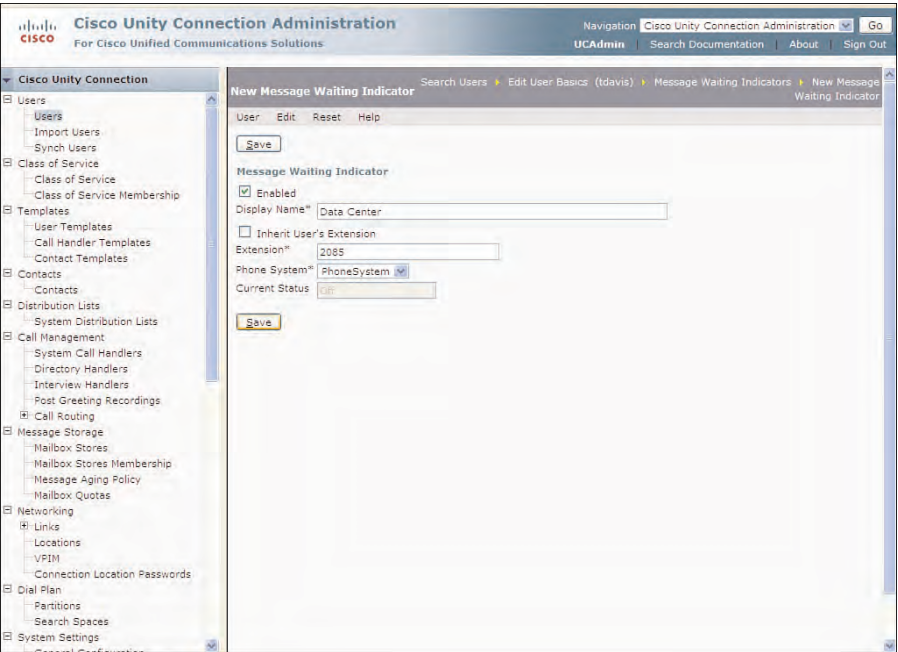 cisco
Cisco Unity Connection Administration
For Cisco Unified Communications Solutions
Navigation Cisco Unity Connection Administration Go
UCAdmin | Search Documentation | About | Sign Out
Cisco Unity Connection
Users
Users
Import Users
Synch Users
Class of Service
Class of Service
Class of Service Membership
Templates
User Templates
Call Handler Templates
Contact Templates
Contacts
Contacts
Distribution Lists
System Distribution Lists
Call Management
System Call Handlers
Directory Handlers
Interview Handlers
Post Greeting Recordings
Call Routing
Message Storage
Mailbox Stores
Mailbox Stores Membership
Message Aging Policy
Mailbox Quotas
Networking
Links
Locations
VPIM
Connection Location Passwords
Dial Plan
Partitions
Search Spaces
System Settings
General Configuration
New Message Waiting Indicator
Search Users Edit User Basics (tdavis) Message Waiting Indicators New Message
Waiting Indicator
User Edit Reset Help
Save
Message Waiting Indicator
Enabled
Display Name* Data Center
Inherit User's Extension
Extension* 2085
Phone System* PhoneSystem
Current Status Off
Save